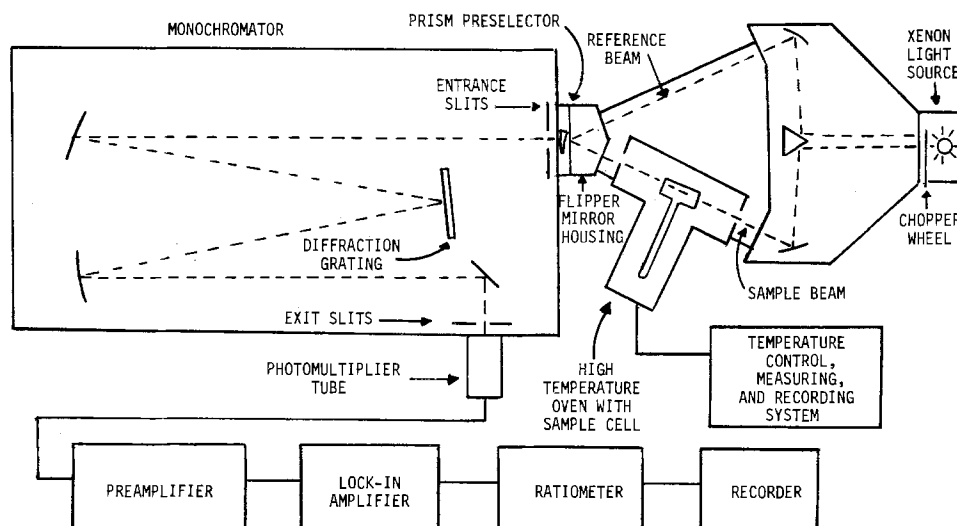 MONOCHROMATOR
PRISM PRESELECTOR
REFERENCE
BEAM
XENON
LIGHT
SOURCE
ENTRANCE
SLITS
FLIPPER
MIRROR
HOUSING
CHOPPER
WHEEL
DIFFRACTION
GRATING
SAMPLE BEAM
EXIT SLITS
PHOTOMULTIPLIER
TUBE
HIGH
TEMPERATURE
OVEN WITH
SAMPLE CELL
TEMPERATURE
CONTROL,
MEASURING,
AND RECORDING
SYSTEM
PREAMPLIFIER
LOCK-IN
AMPLIFIER
RATIOMETER
RECORDER